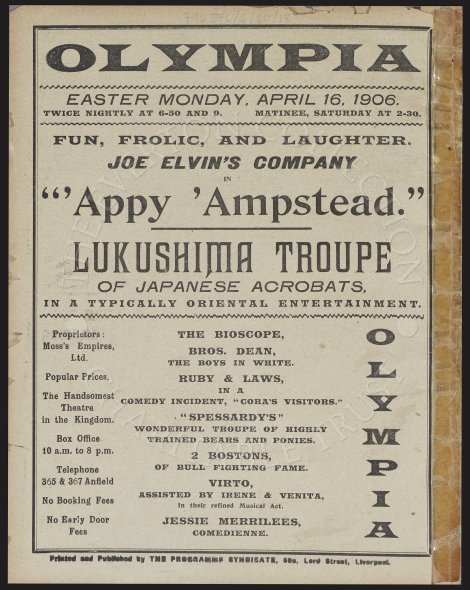 OLYMPIA
EASTER MONDAY, APRIL 16, 1906.
TWICE NIGHTLY AT 6-50 AND 9. MATINEE, SATURDAY AT 2-30.
FUN, FROLIC, AND LAUGHTER.
JOE ELVIN'S COMPANY
IN
“’Appy ’Ampstead.”
LUKUSHIMA TROUPE
OF JAPANESE ACROBATS,
IN A TYPICALLY ORIENTAL ENTERTAINMENT.
Proprietors:
Moss's Empires,
Ltd.
Popular Prices.
The Handsomest
Theatre
in the Kingdom.
Box Office
10 a.m. to 8 p.m.
Telephone
365 & 367 Anfield
No Booking Fees
No Early Door
Fees
THE BIOSCOPE,
BROS. DEAN,
THE BOYS IN WHITE.
RUBY & LAWS,
IN A
COMEDY INCIDENT, “CORA'S VISITORS.”
“SPESSARDY'S”
WONDERFUL TROUPE OF HIGHLY
TRAINED BEARS AND PONIES.
2 BOSTONS,
OF BULL FIGHTING FAME.
VIRTO,
ASSISTED BY IRENE & VENITA,
In their refined Musical Act.
JESSIE MERRILEES,
COMEDIENNE.
OLYMPIA
Printed and Published by THE PROGRAMME SYNDICATE, Lord Street, Liverpool.